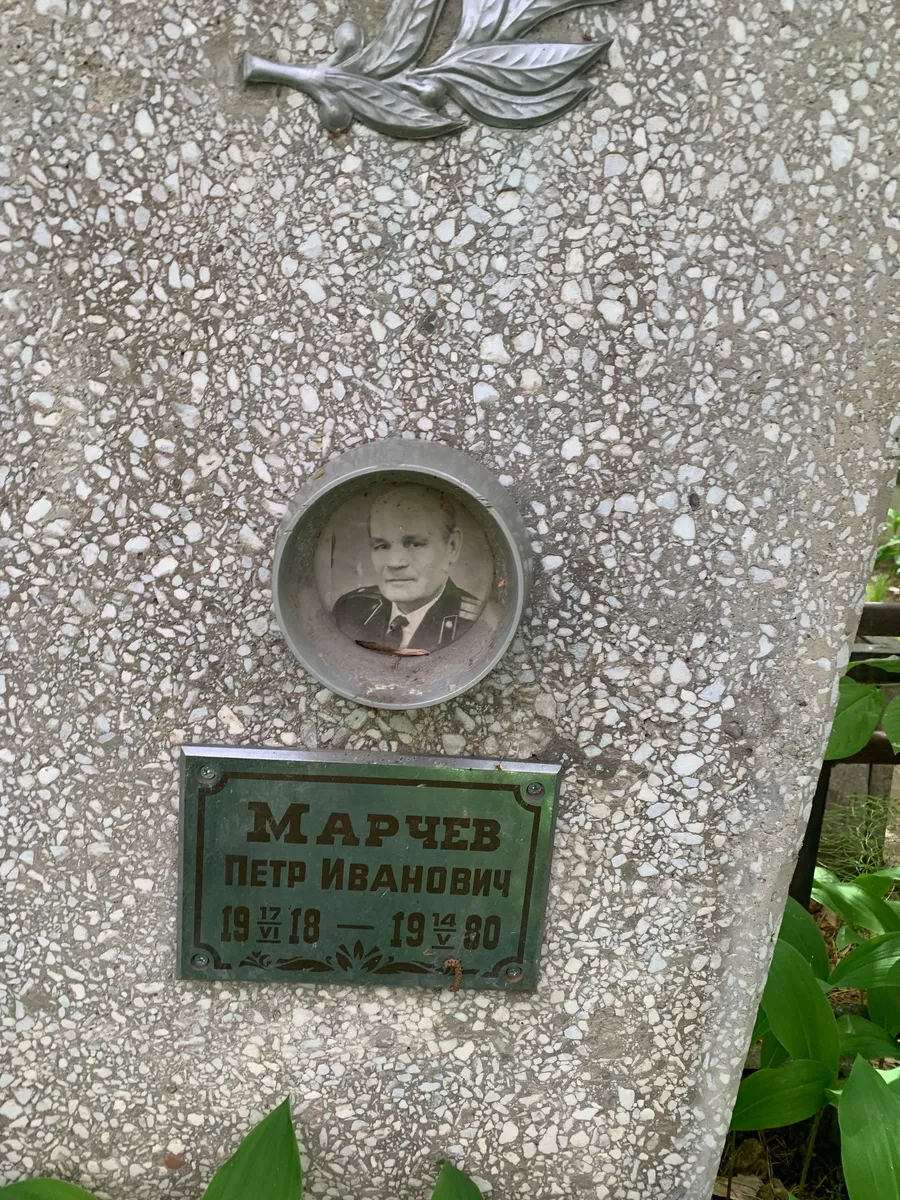 МАРЧЕВ
ПЕТР ИВАНОВИЧ
19 17/VI 18 — 19 14/V 80